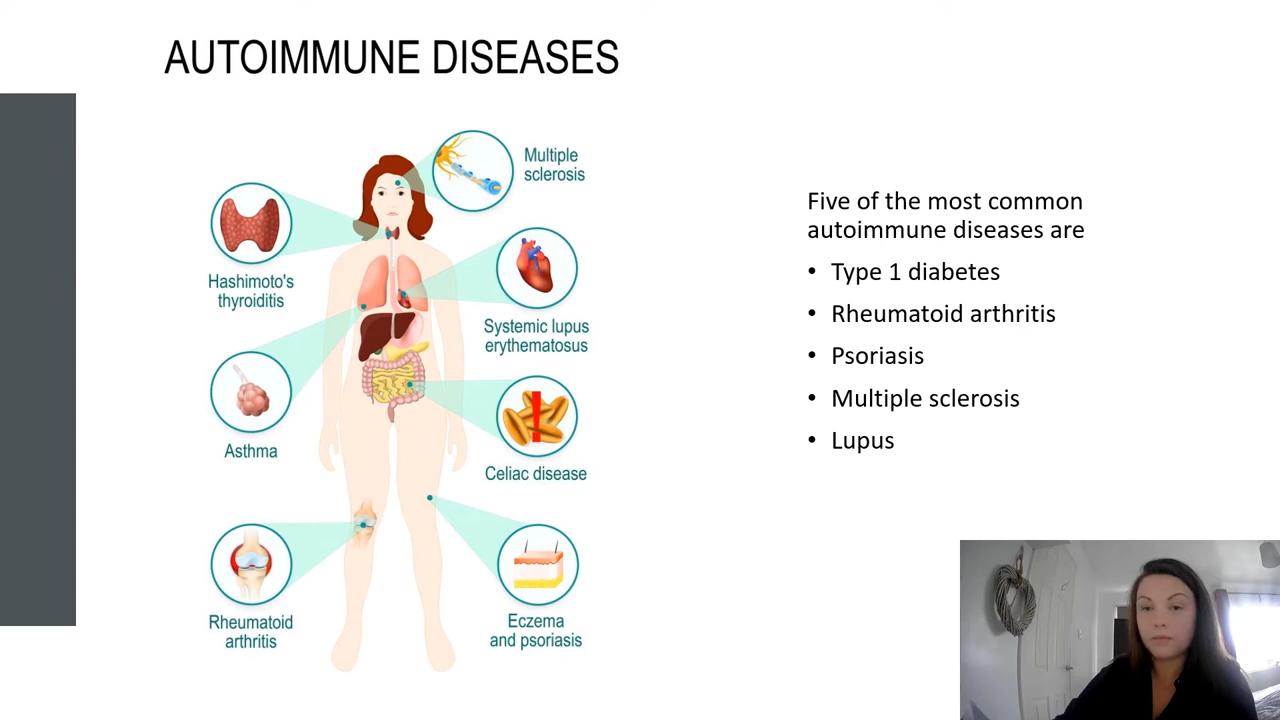 AUTOIMMUNE DISEASES
Multiple
sclerosis
Hashimoto's
thyroiditis
Systemic lupus
erythematosus
Asthma
Celiac disease
Rheumatoid
arthritis
Eczema
and psoriasis
Five of the most common
autoimmune diseases are
• Type 1 diabetes
• Rheumatoid arthritis
• Psoriasis
• Multiple sclerosis
• Lupus